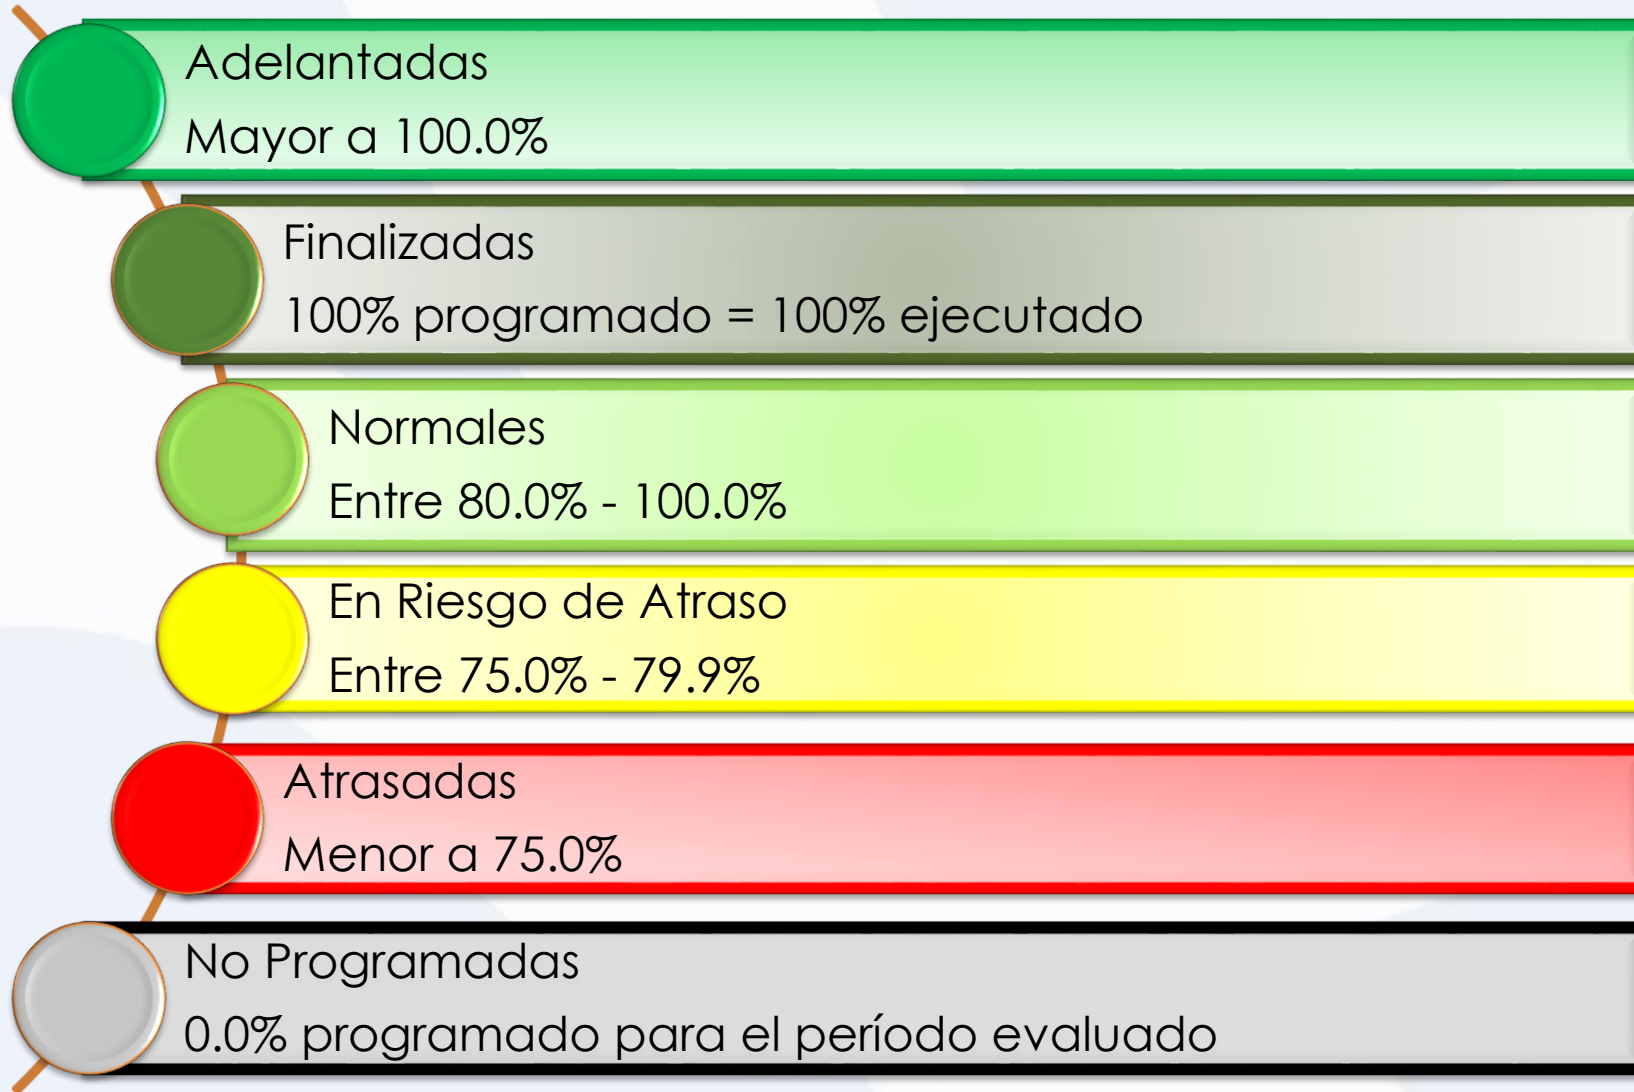 Adelantadas
Mayor a 100.0%
Finalizadas
100% programado = 100% ejecutado
Normales
Entre 80.0% - 100.0%
En Riesgo de Atraso
Entre 75.0% - 79.9%
Atrasadas
Menor a 75.0%
No Programadas
0.0% programado para el período evaluado